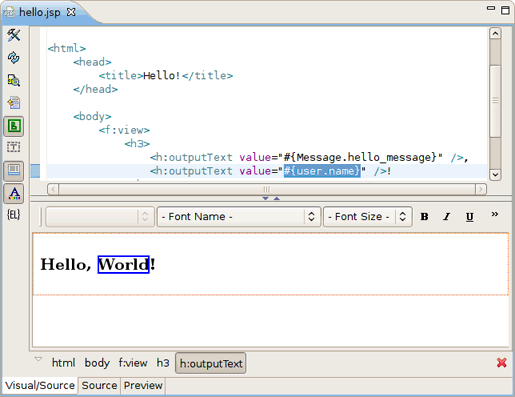 hello.jsp
<html>
<head>
<title>Hello!</title>
</head>
<body>
<f:view>
<h3>
<h:outputText value="#{Message.hello_message}" />,
<h:outputText value="#{user.name}" />!
{EL}
- Font Name - - Font Size - B I U »
Hello, World!
html body f:view h3 h:outputText
Visual/Source Source Preview